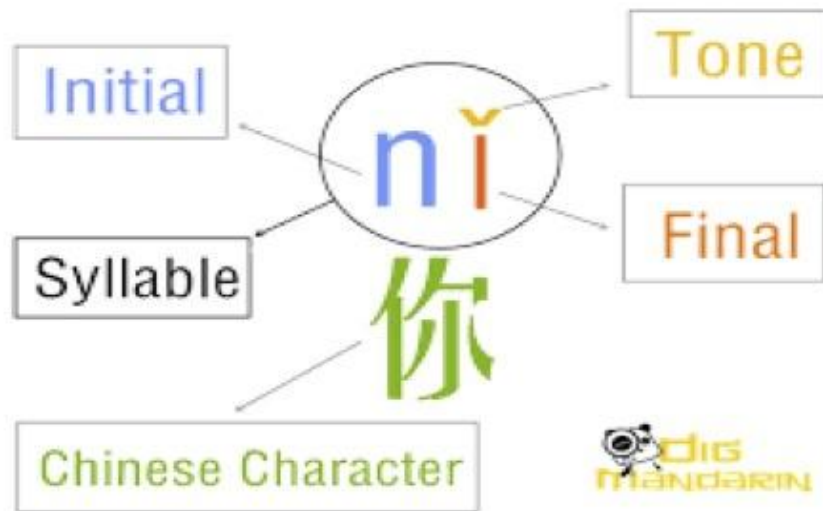 Initial
Tone
nǐ
Syllable
Final
你
Chinese Character
DIG
MANDARIN